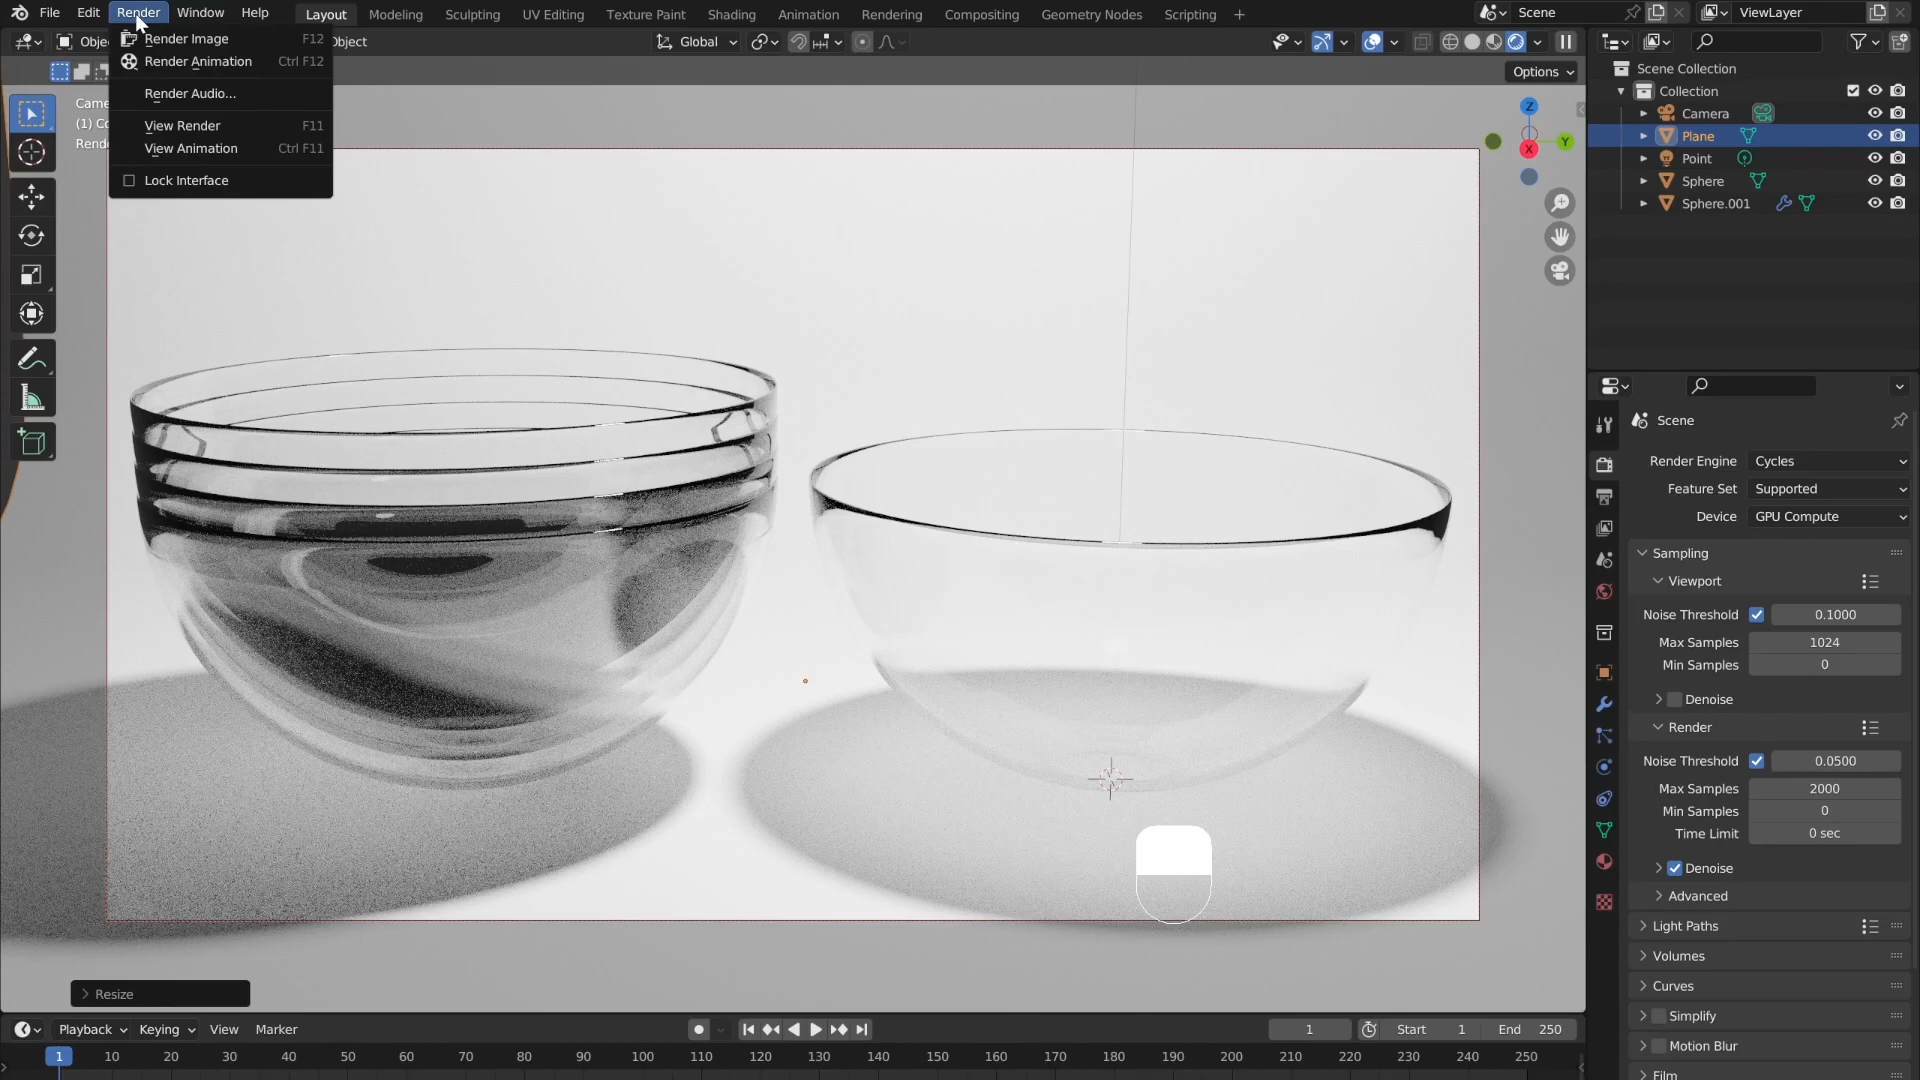 File Edit Render Window Help Layout Modeling Sculpting UV Editing Texture Paint Shading Animation Rendering Compositing Geometry Nodes Scripting + Scene ViewLayer
Render Image F12
Render Animation Ctrl F12
Render Audio...
View Render F11
View Animation Ctrl F11
Lock Interface
Obje
bject
Global
Options
Came
(1) Co
Rende
Z
Y
X
Scene Collection
Collection
Camera
Plane
Point
Sphere
Sphere.001
Scene
Render Engine Cycles
Feature Set Supported
Device GPU Compute
Sampling
Viewport
Noise Threshold 0.1000
Max Samples 1024
Min Samples 0
Denoise
Render
Noise Threshold 0.0500
Max Samples 2000
Min Samples 0
Time Limit 0 sec
Denoise
Advanced
Light Paths
Volumes
Curves
Simplify
Motion Blur
Film
Resize
Playback Keying View Marker 1 Start 1 End 250
1 10 20 30 40 50 60 70 80 90 100 110 120 130 140 150 160 170 180 190 200 210 220 230 240 250